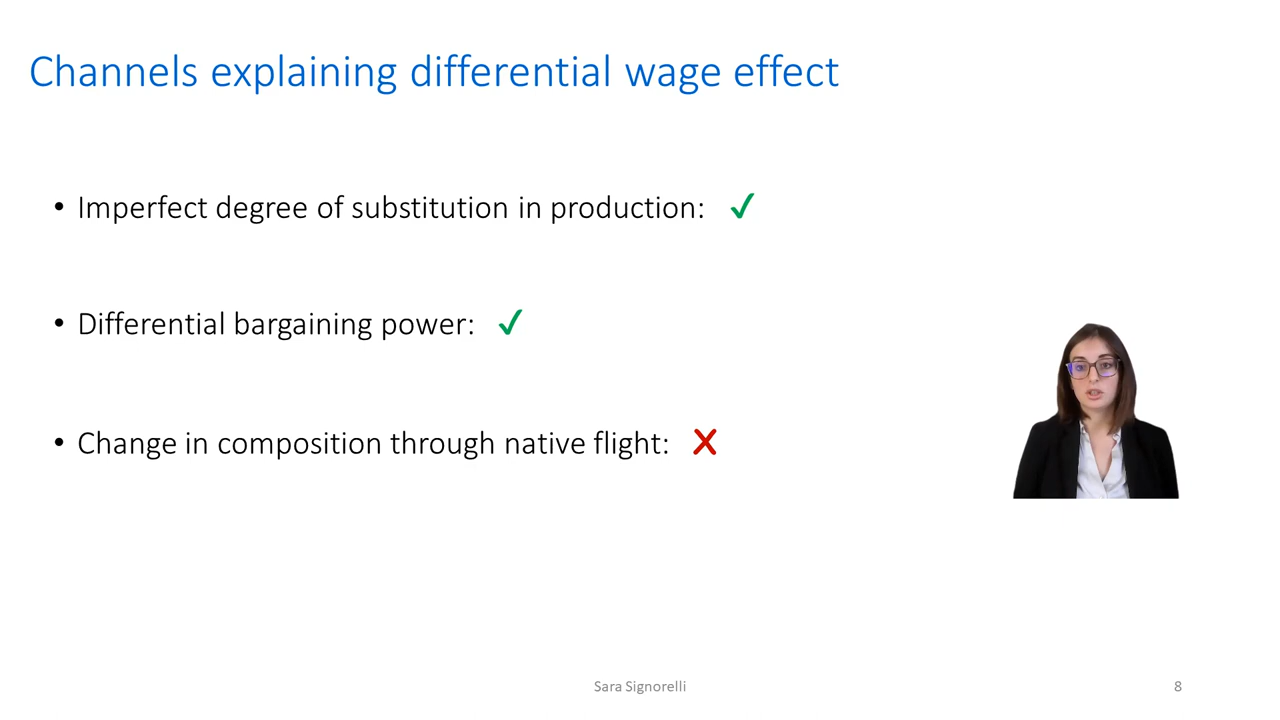 Channels explaining differential wage effect
• Imperfect degree of substitution in production: ✓
• Differential bargaining power: ✓
• Change in composition through native flight: ✗
Sara Signorelli
8